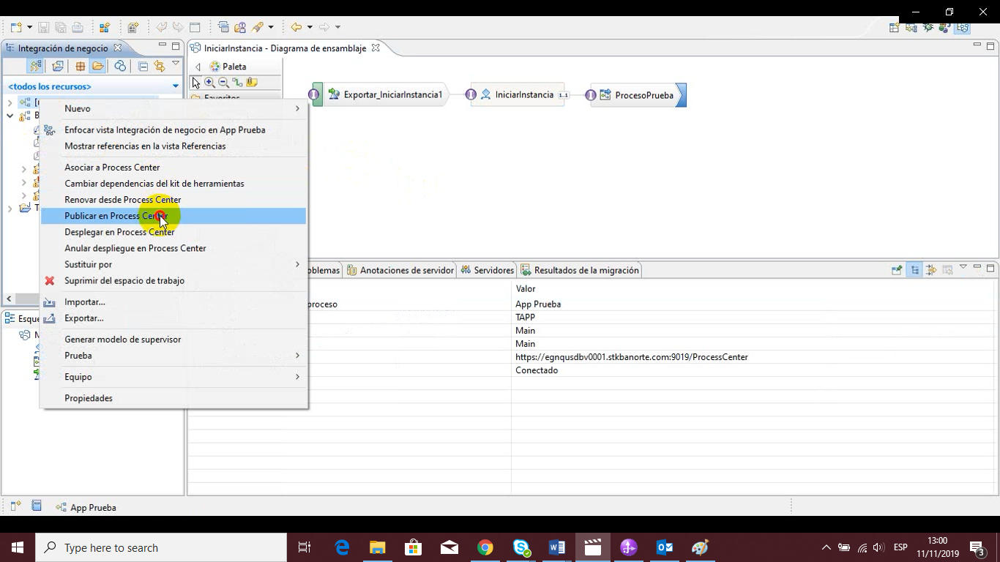 Integración de negocio
IniciarInstancia - Diagrama de ensamblaje
Paleta
<todos los recursos>
Favoritos
Exportar_IniciarInstancia1
IniciarInstancia
1..1
ProcesoPrueba
Nuevo
Enfocar vista Integración de negocio en App Prueba
Mostrar referencias en la vista Referencias
Asociar a Process Center
Cambiar dependencias del kit de herramientas
Renovar desde Process Center
Publicar en Process Center
Desplegar en Process Center
Anular despliegue en Process Center
Sustituir por
Suprimir del espacio de trabajo
Importar...
Exportar...
Generar modelo de supervisor
Prueba
Equipo
Propiedades
Esque
oblemas
Anotaciones de servidor
Servidores
Resultados de la migración
Valor
proceso
App Prueba
TAPP
Main
Main
https://egnqusdbv0001.stkbanorte.com:9019/ProcessCenter
Conectado
App Prueba
Type here to search
ESP
13:00
11/11/2019
3